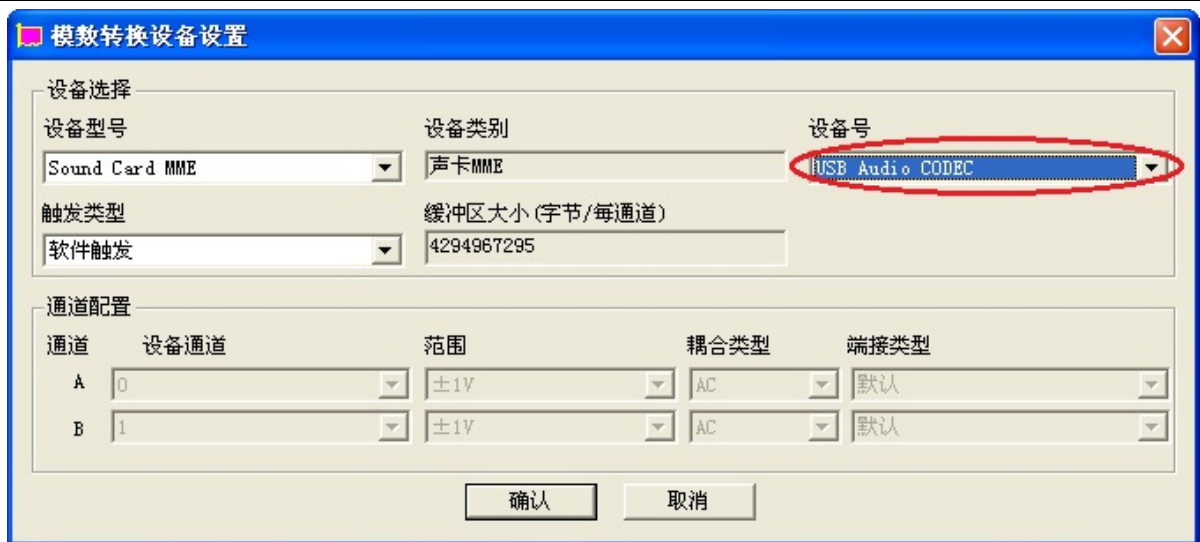 模数转换设备设置
设备选择
设备型号 设备类别 设备号
Sound Card MME 声卡MME USB Audio CODEC
触发类型 缓冲区大小(字节/每通道)
软件触发 4294967295
通道配置
通道 设备通道 范围 耦合类型 端接类型
A 0 ±1V AC 默认
B 1 ±1V AC 默认
确认 取消